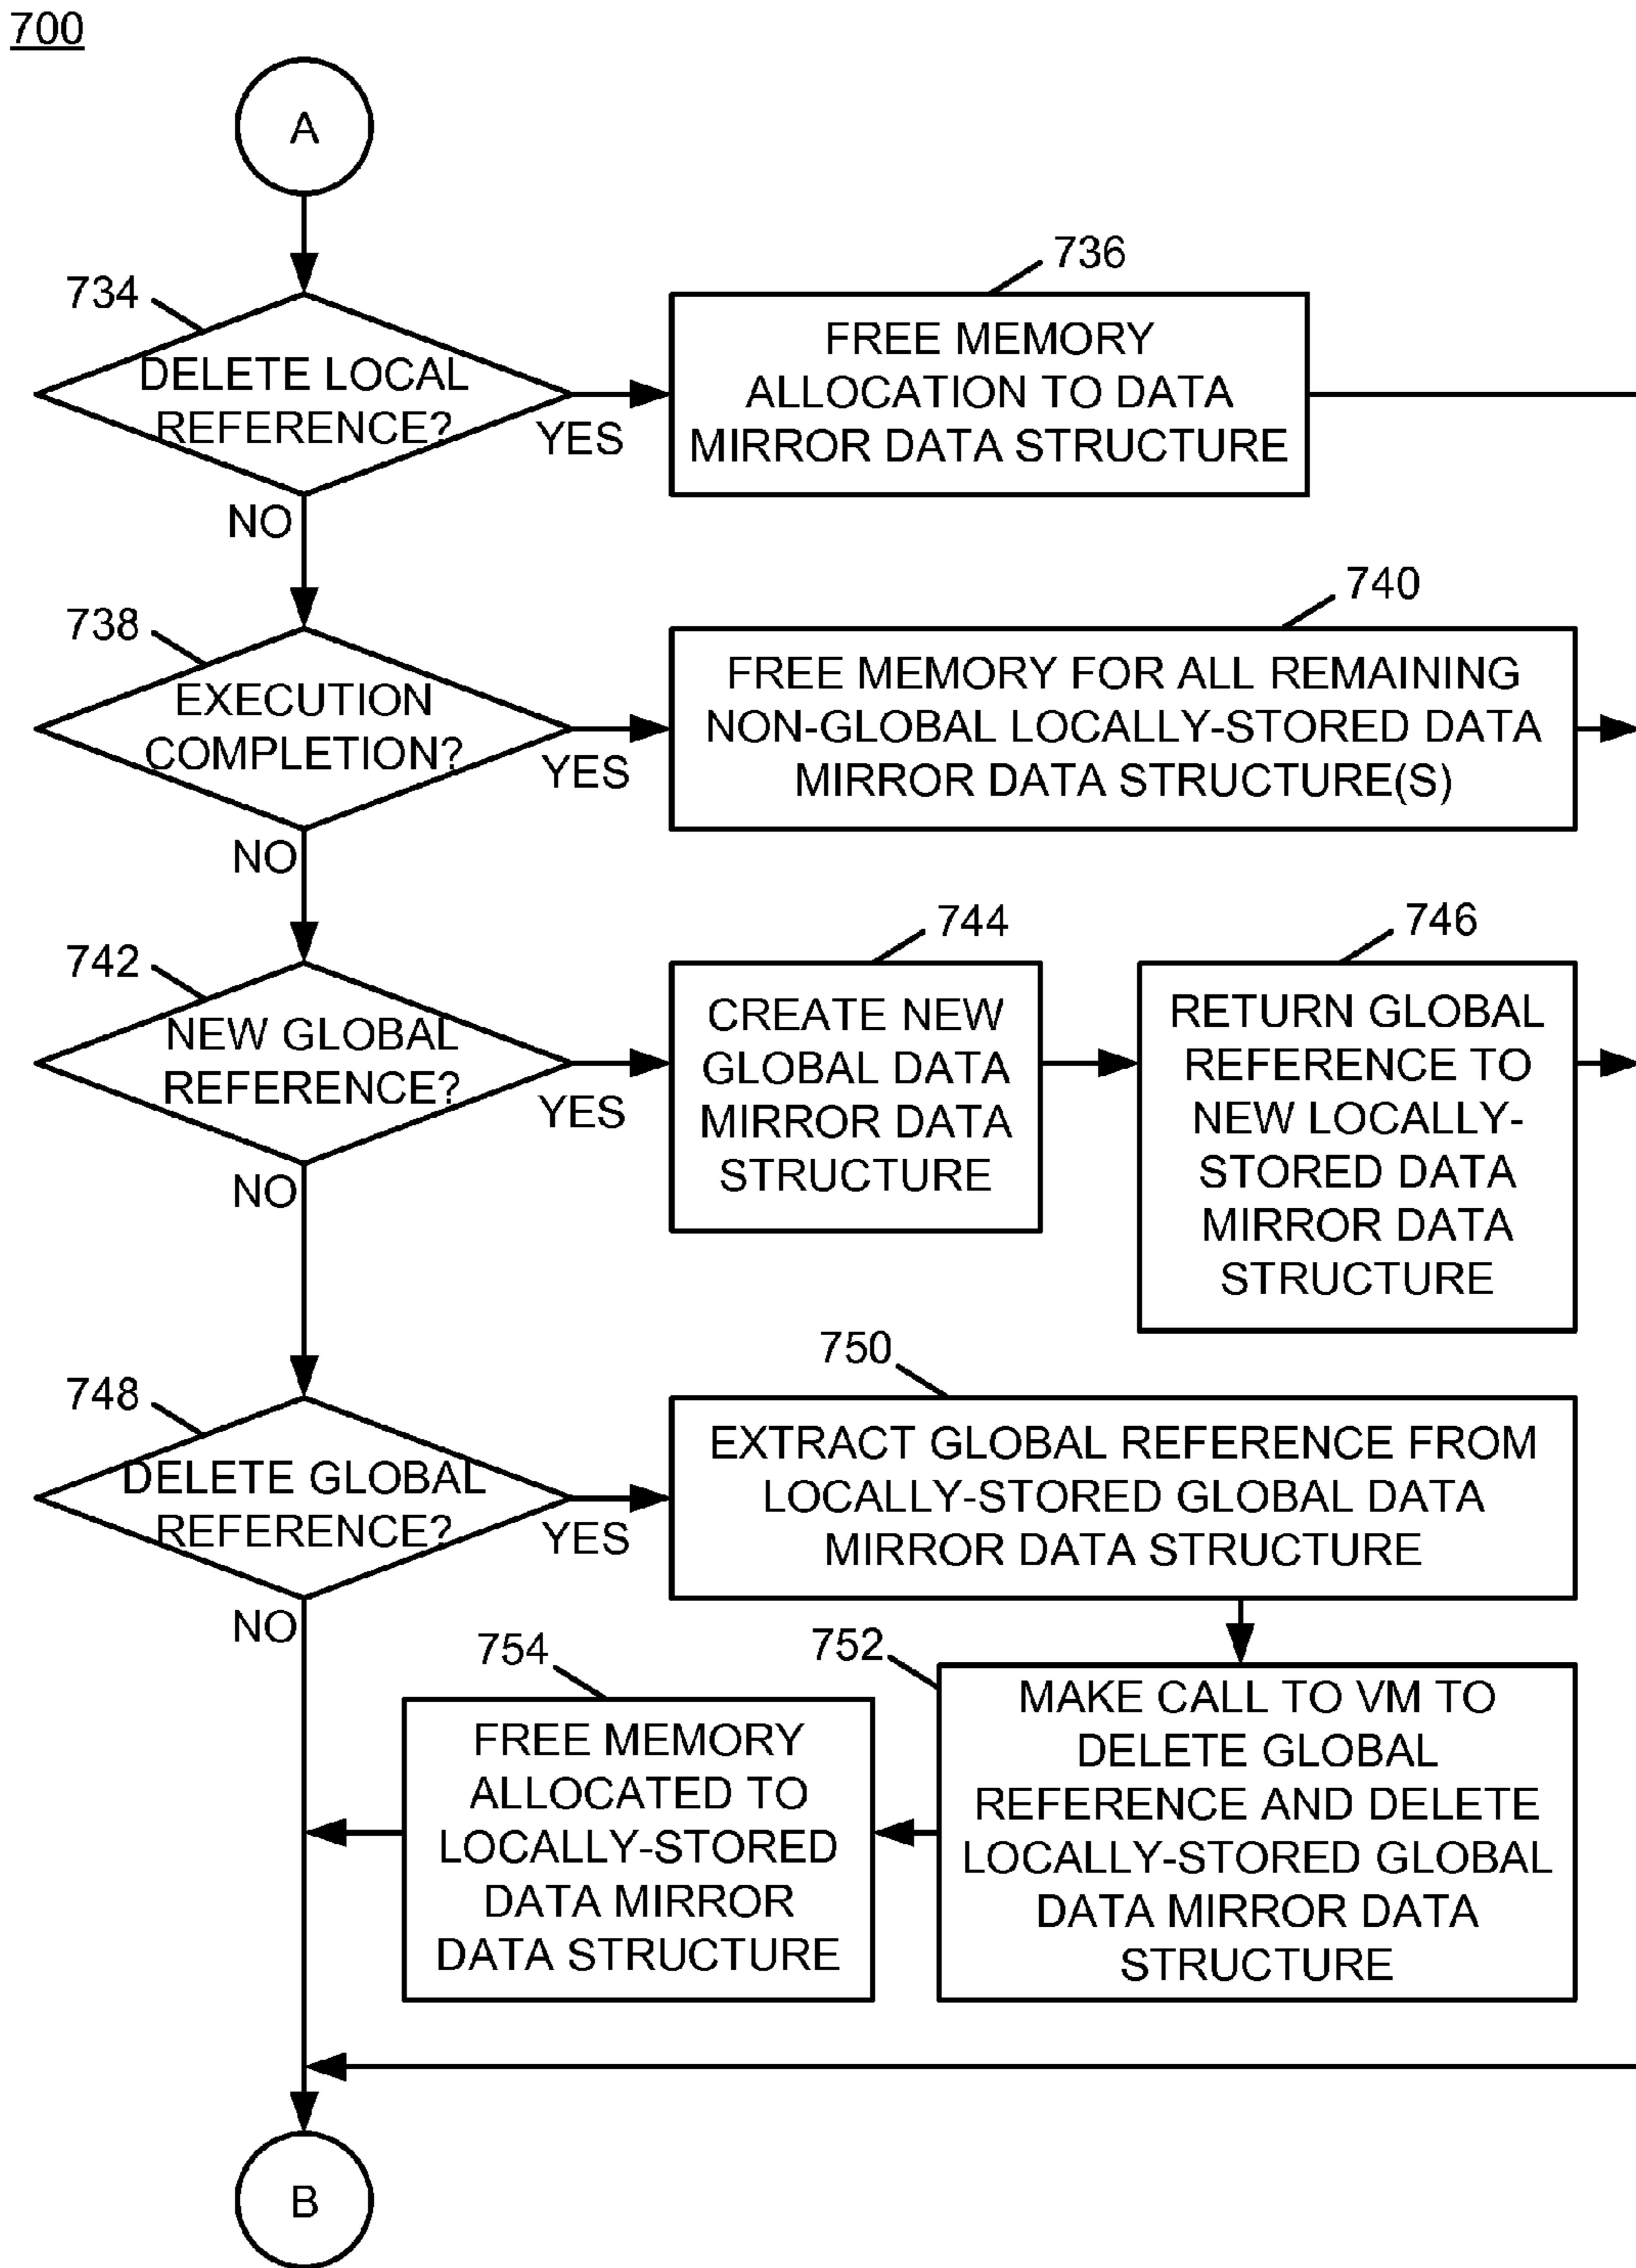 700
A
734
DELETE LOCAL
REFERENCE?
YES
NO
736
FREE MEMORY
ALLOCATION TO DATA
MIRROR DATA STRUCTURE
738
EXECUTION
COMPLETION?
YES
NO
740
FREE MEMORY FOR ALL REMAINING
NON-GLOBAL LOCALLY-STORED DATA
MIRROR DATA STRUCTURE(S)
742
NEW GLOBAL
REFERENCE?
YES
NO
744
CREATE NEW
GLOBAL DATA
MIRROR DATA
STRUCTURE
746
RETURN GLOBAL
REFERENCE TO
NEW LOCALLY-
STORED DATA
MIRROR DATA
STRUCTURE
748
DELETE GLOBAL
REFERENCE?
YES
NO
750
EXTRACT GLOBAL REFERENCE FROM
LOCALLY-STORED GLOBAL DATA
MIRROR DATA STRUCTURE
752
MAKE CALL TO VM TO
DELETE GLOBAL
REFERENCE AND DELETE
LOCALLY-STORED GLOBAL
DATA MIRROR DATA
STRUCTURE
754
FREE MEMORY
ALLOCATED TO
LOCALLY-STORED
DATA MIRROR
DATA STRUCTURE
B